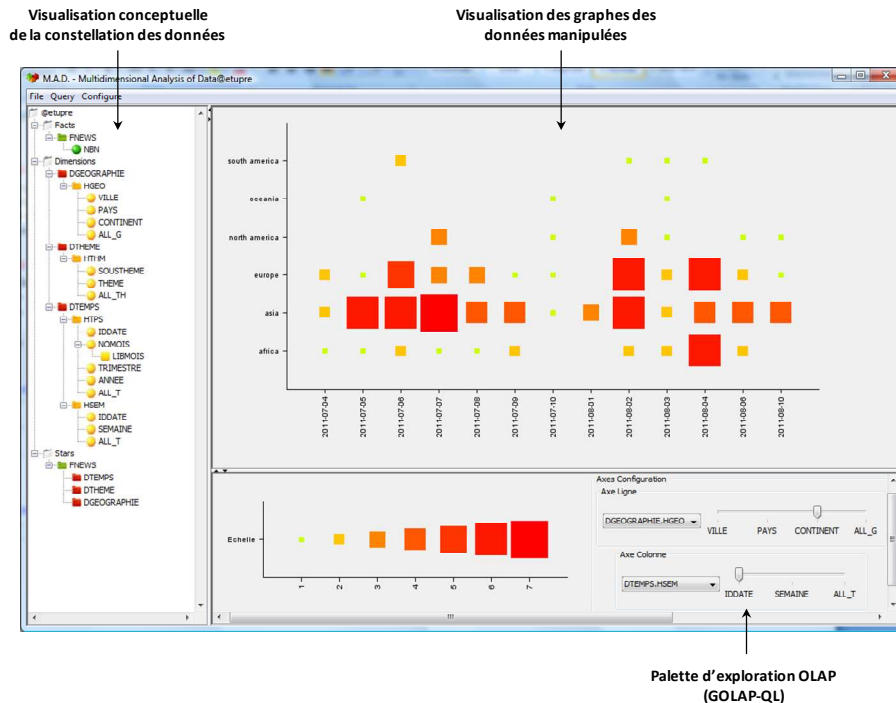 Visualisation conceptuelle
de la constellation des données
Visualisation des graphes des
données manipulées
M.A.D. - Multidimensional Analysis of Data@etupre
File Query Configure
@etupre
Facts
FNEWS
NBN
Dimensions
DGEOGRAPHIE
HGEO
VILLE
PAYS
CONTINENT
ALL_G
DTHEME
HTHM
SOUSTHEME
THEME
ALL_TH
DTEMPS
HTPS
IDDATE
NOMOIS
LIBMOIS
TRIMESTRE
ANNEE
ALL_T
HSEM
IDDATE
SEMAINE
ALL_T
Stars
FNEWS
DTEMPS
DTHEME
DGEOGRAPHIE
south america
oceania
north america
europe
asia
africa
2011-07-04
2011-07-05
2011-07-06
2011-07-07
2011-07-08
2011-07-09
2011-07-10
2011-08-01
2011-08-02
2011-08-03
2011-08-04
2011-08-06
2011-08-10
Echelle
1
2
3
4
5
6
7
Axes Configuration
Axe Ligne
DGEOGRAPHIE.HGEO
VILLE PAYS CONTINENT ALL_G
Axe Colonne
DTEMPS.HSEM
IDDATE SEMAINE ALL_T
Palette d'exploration OLAP
(GOLAP-QL)